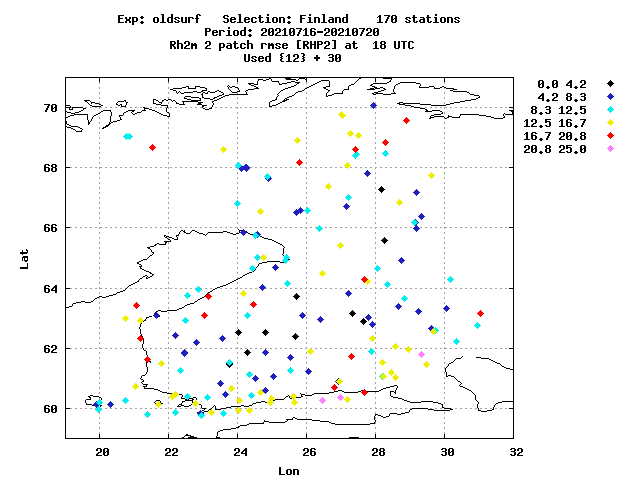 Exp: oldsurf   Selection: Finland    170 stations
Period: 20210716-20210720
Rh2m 2 patch rmse [RHP2] at  18 UTC
Used {12} + 30
0.0 4.2
4.2 8.3
8.3 12.5
12.5 16.7
16.7 20.8
20.8 25.0
70
68
66
64
62
60
Lat
20 22 24 26 28 30 32
Lon